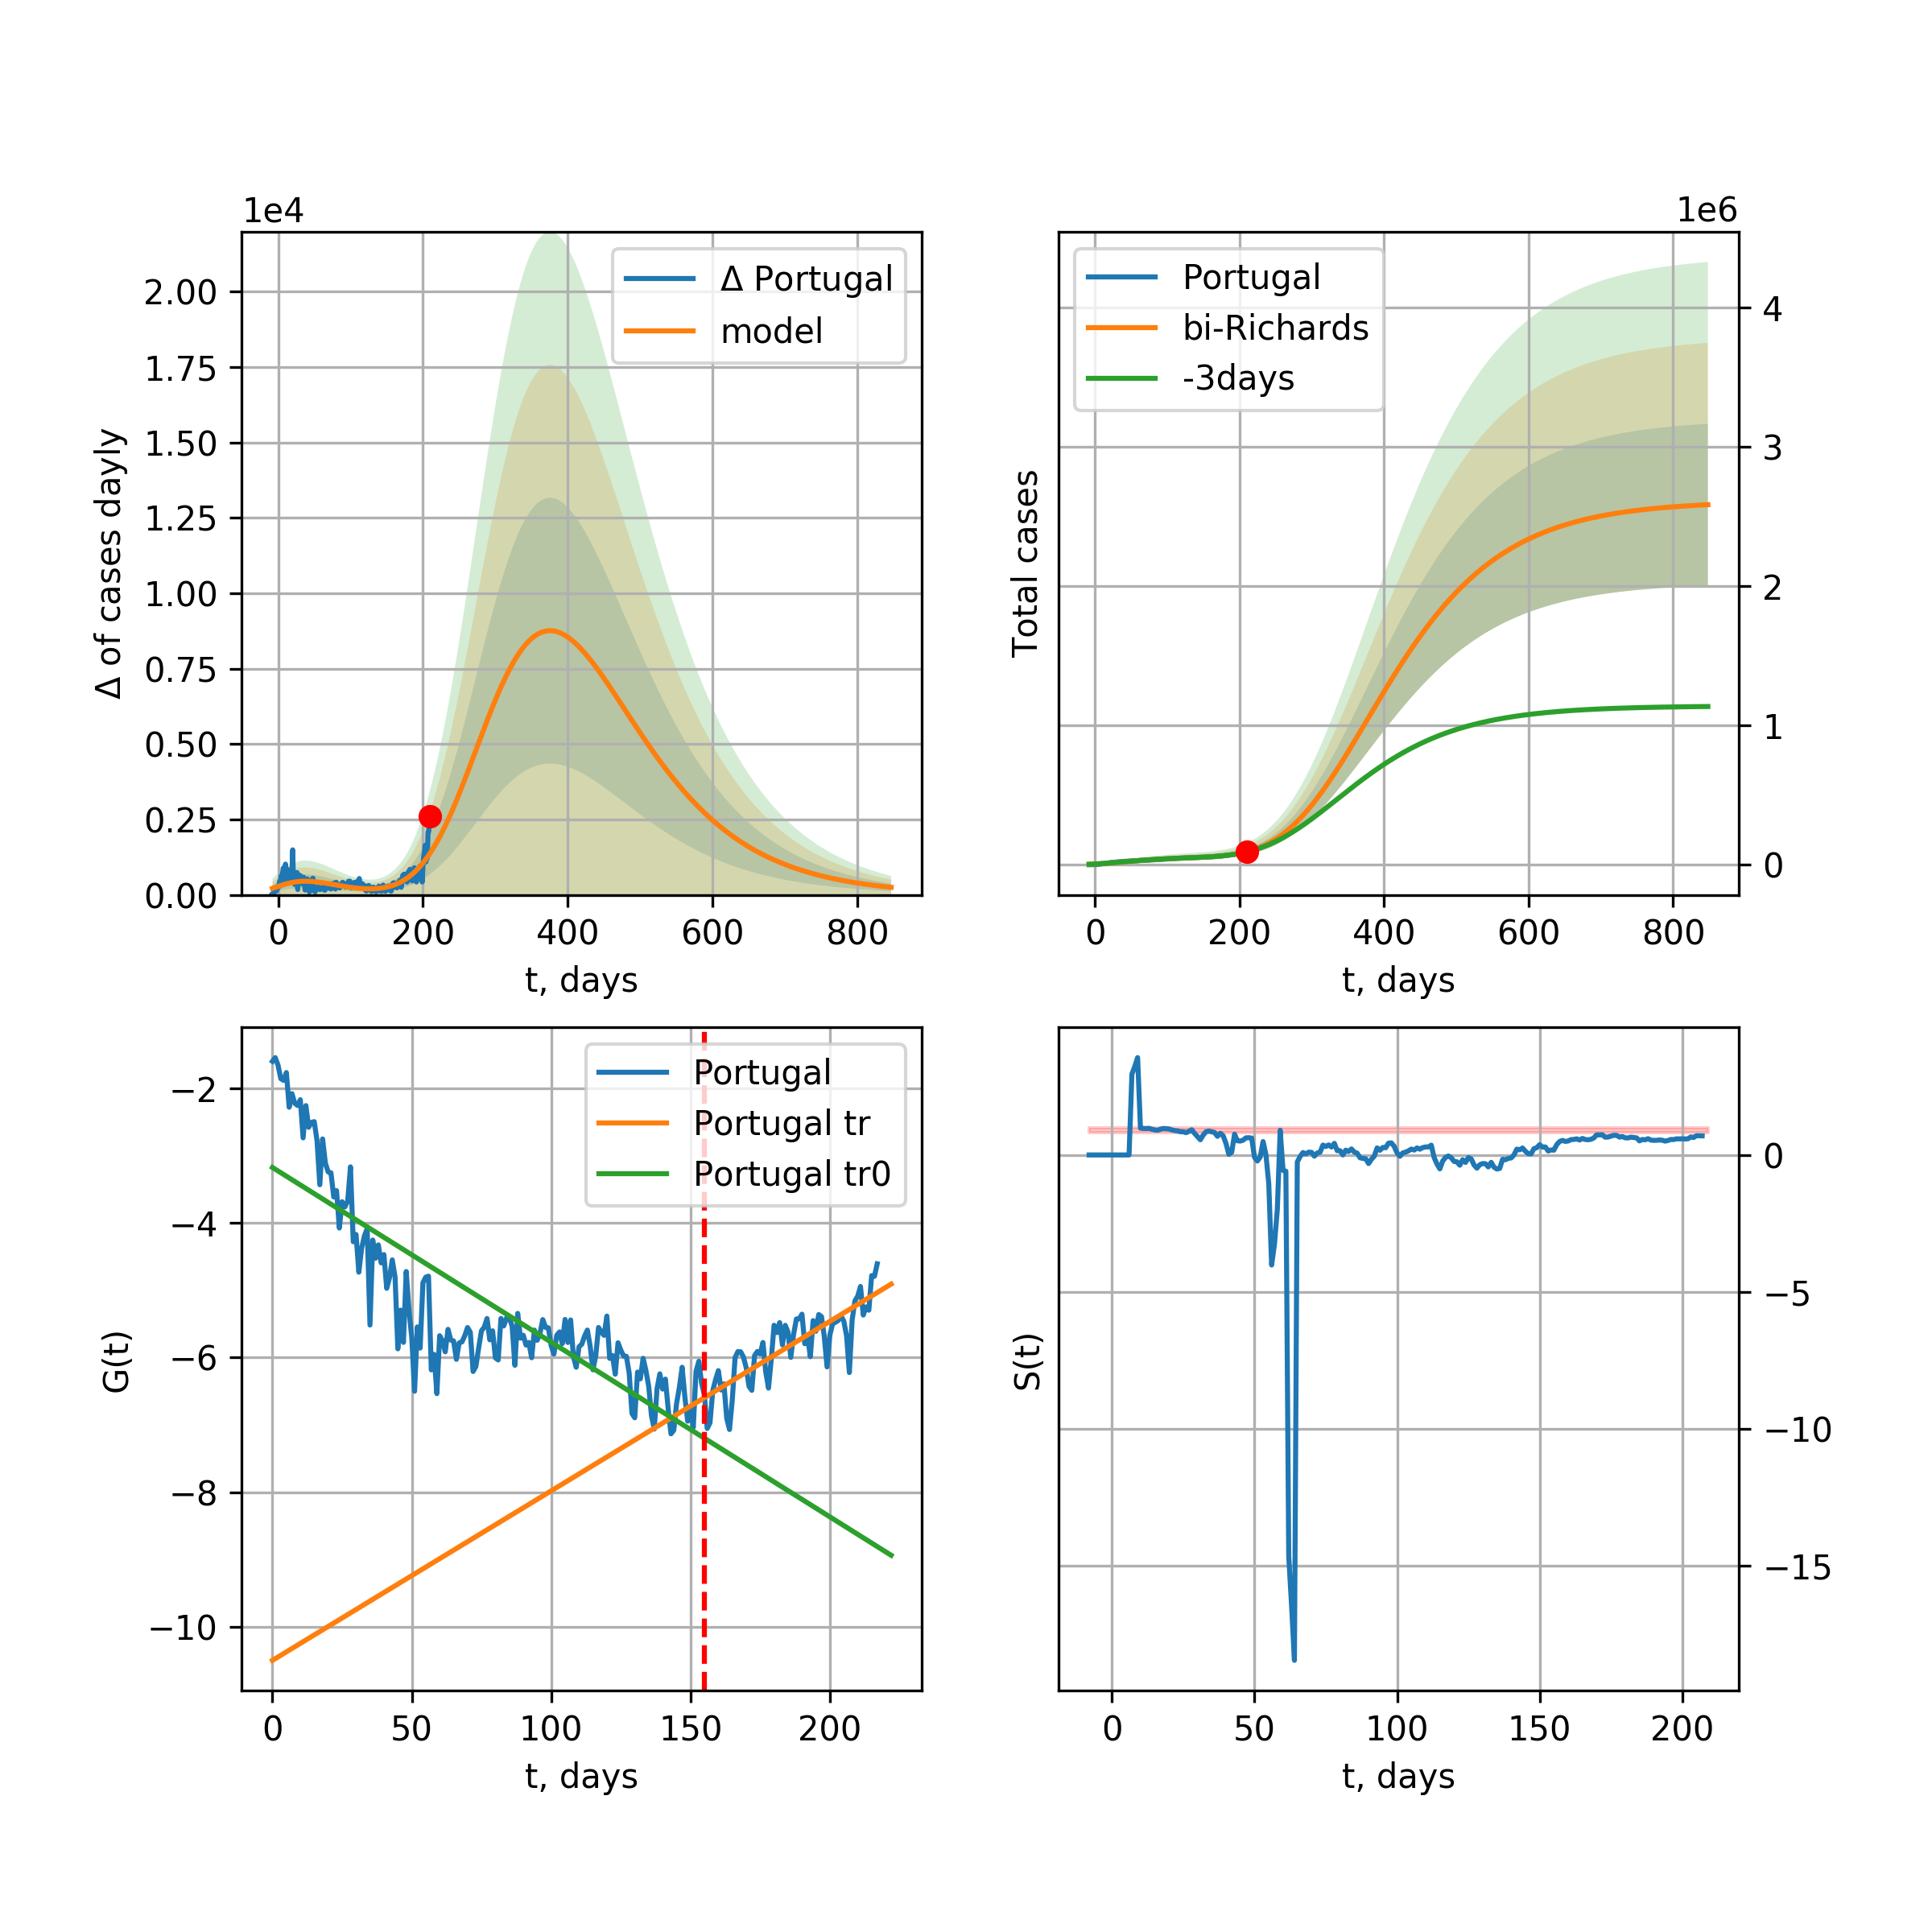 1e4
Δ of cases dayly
2.00
1.75
1.50
1.25
1.00
0.75
0.50
0.25
0.00
Δ Portugal
model
0 200 400 600 800
t, days
1e6
Total cases
Portugal
bi-Richards
-3days
4
3
2
1
0
0 200 400 600 800
t, days
G(t)
−2
−4
−6
−8
−10
Portugal
Portugal tr
Portugal tr0
0 50 100 150 200
t, days
S(t)
0
−5
−10
−15
0 50 100 150 200
t, days